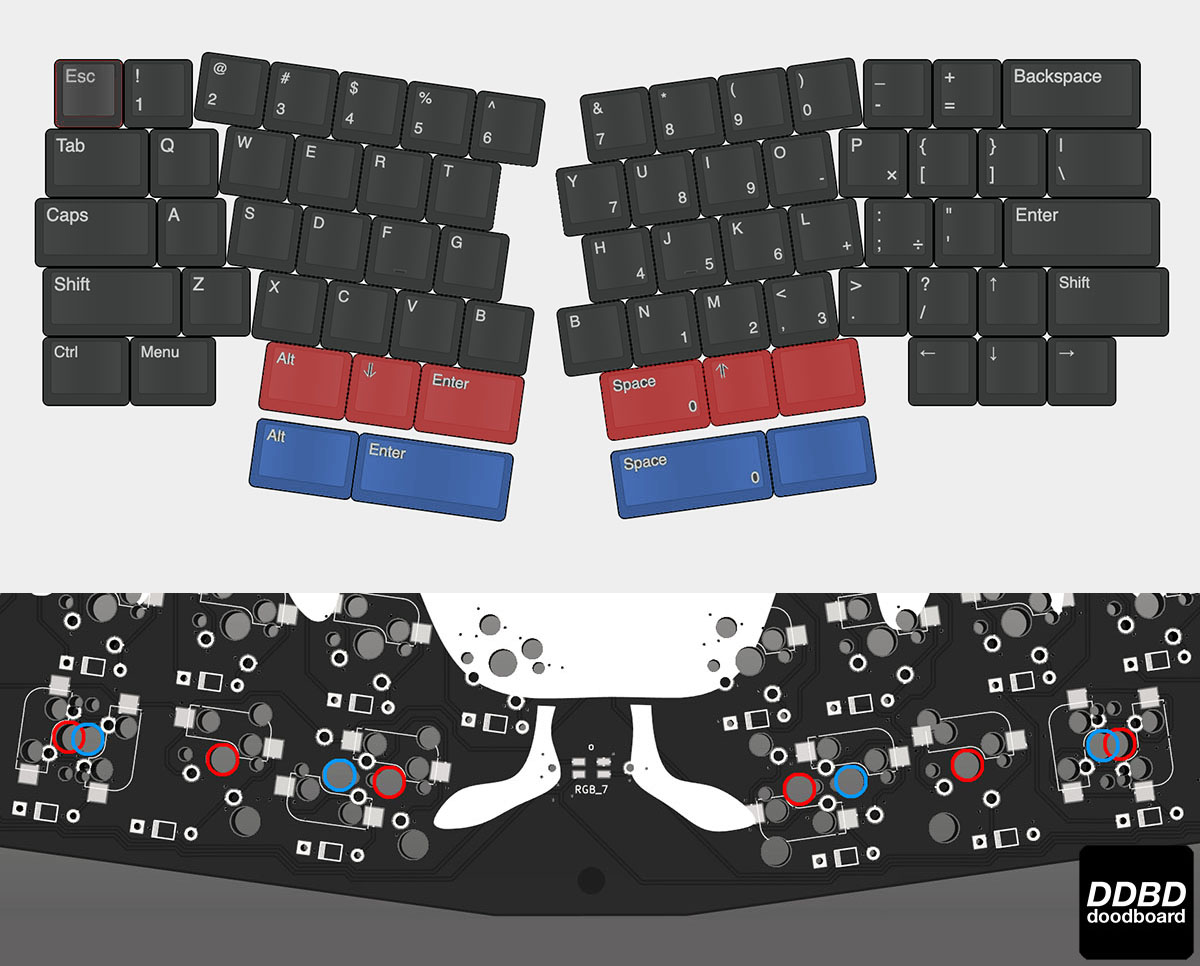 Esc ! 1 @ 2 # 3 $ 4 % 5 ^ 6 & 7 * 8 ( 9 ) 0 _ - + = Backspace
Tab Q W E R T Y 7 U 8 I 9 O - P × { [ } ] | \
Caps A S D F _ G H 4 J _ 5 K 6 L + : ; ÷ " ' Enter
Shift Z X C V B B N 1 M 2 < , 3 > . ? / ↑ Shift
Ctrl Menu Alt ⇓ Enter Space 0 ⇑ ← ↓ →
Alt Enter Space 0
0
RGB_7
DDBD
doodboard